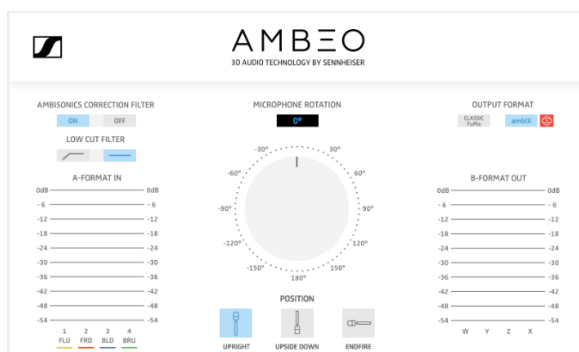 AMBEO
3D AUDIO TECHNOLOGY BY SENNHEISER
AMBISONICS CORRECTION FILTER
ON OFF
LOW CUT FILTER
A-FORMAT IN
0dB 0dB
- 6 - 6
-12 -12
-18 -18
-24 -24
-30 -30
-36 -36
-42 -42
-48 -48
-54 -54
1 2 3 4
FLU FRD BLD BRU
MICROPHONE ROTATION
0°
-30° 30°
-60° 60°
-90° 90°
-120° 120°
-150° 150°
180°
POSITION
UPRIGHT UPSIDE DOWN ENDFIRE
OUTPUT FORMAT
CLASSIC
FuMa
ambiX
B-FORMAT OUT
0dB 0dB
- 6 - 6
-12 -12
-18 -18
-24 -24
-30 -30
-36 -36
-42 -42
-48 -48
-54 -54
W Y Z X